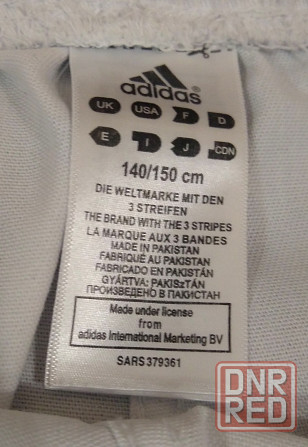 adidas
UK USA F D
E I J CDN
140/150 cm
DIE WELTMARKE MIT DEN
3 STREIFEN
THE BRAND WITH THE 3 STRIPES
LA MARQUE AUX 3 BANDES
MADE IN PAKISTAN
FABRIQUÉ AU PAKISTAN
FABRICADO EN PAKISTÁN
GYÁRTVA: PAKISzTÁN
ПРОИЗВЕДЕНО В ПАКИСТАН
Made under license
from
adidas International Marketing BV
SARS 379361
DNR
RED